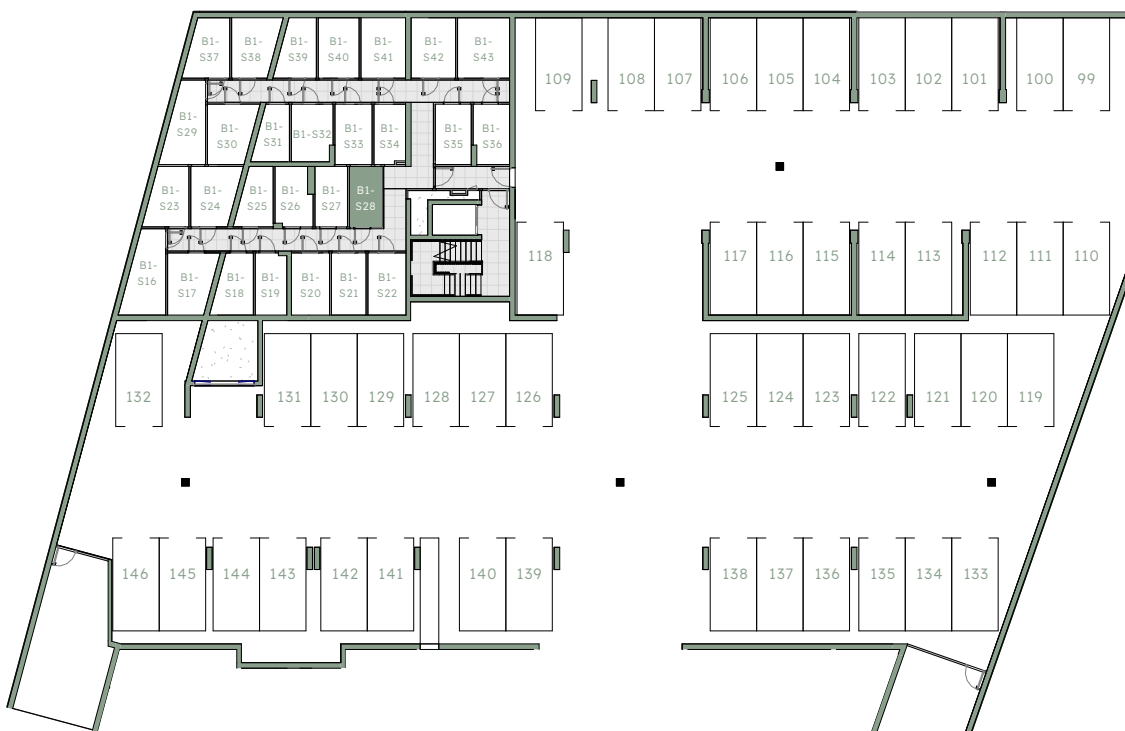 B1-
S37
B1-
S38
B1-
S39
B1-
S40
B1-
S41
B1-
S42
B1-
S43
109
108
107
106
105
104
103
102
101
100
99
B1-
S29
B1-
S30
B1-
S31
B1-S32
B1-
S33
B1-
S34
B1-
S35
B1-
S36
B1-
S23
B1-
S24
B1-
S25
B1-
S26
B1-
S27
B1-
S28
B1-
S16
B1-
S17
B1-
S18
B1-
S19
B1-
S20
B1-
S21
B1-
S22
118
117
116
115
114
113
112
111
110
132
131
130
129
128
127
126
125
124
123
122
121
120
119
146
145
144
143
142
141
140
139
138
137
136
135
134
133